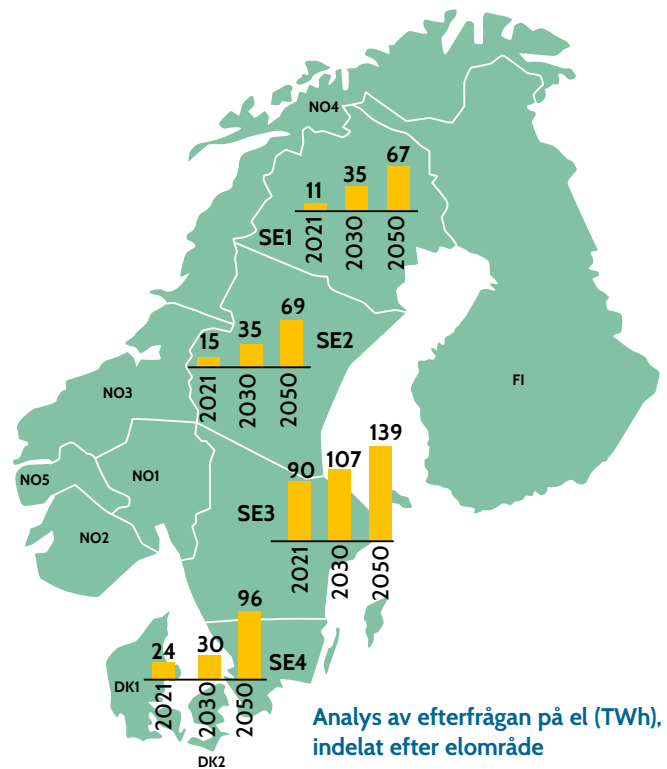 NO4
67
35
11
SE1
2021
2030
2050
69
35
15
SE2
2021
2030
2050
NO3
FI
139
107
90
NO5
NO1
SE3
NO2
2021
2030
2050
96
30
24
SE4
DK1
2021
2030
2050
Analys av efterfrågan på el (TWh),
indelat efter elområde
DK2